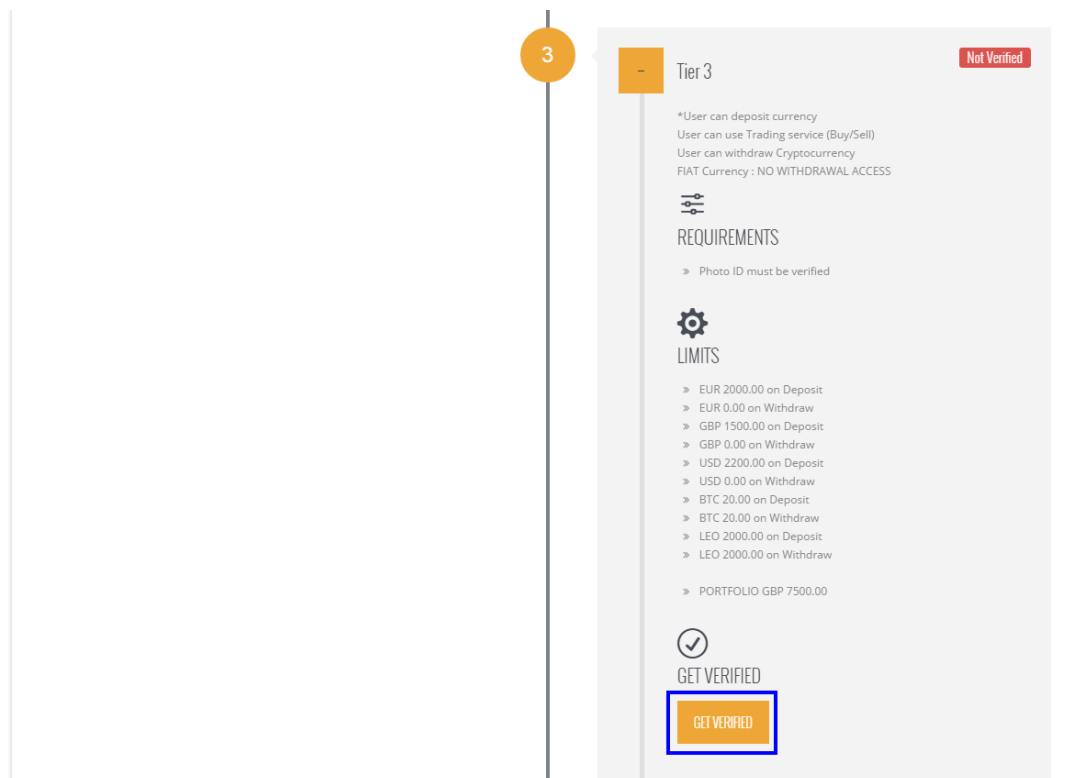 3
-
Tier 3
Not Verified
*User can deposit currency
User can use Trading service (Buy/Sell)
User can withdraw Cryptocurrency
FIAT Currency : NO WITHDRAWAL ACCESS
REQUIREMENTS
» Photo ID must be verified
LIMITS
» EUR 2000.00 on Deposit
» EUR 0.00 on Withdraw
» GBP 1500.00 on Deposit
» GBP 0.00 on Withdraw
» USD 2200.00 on Deposit
» USD 0.00 on Withdraw
» BTC 20.00 on Deposit
» BTC 20.00 on Withdraw
» LEO 2000.00 on Deposit
» LEO 2000.00 on Withdraw
» PORTFOLIO GBP 7500.00
GET VERIFIED
GET VERIFIED